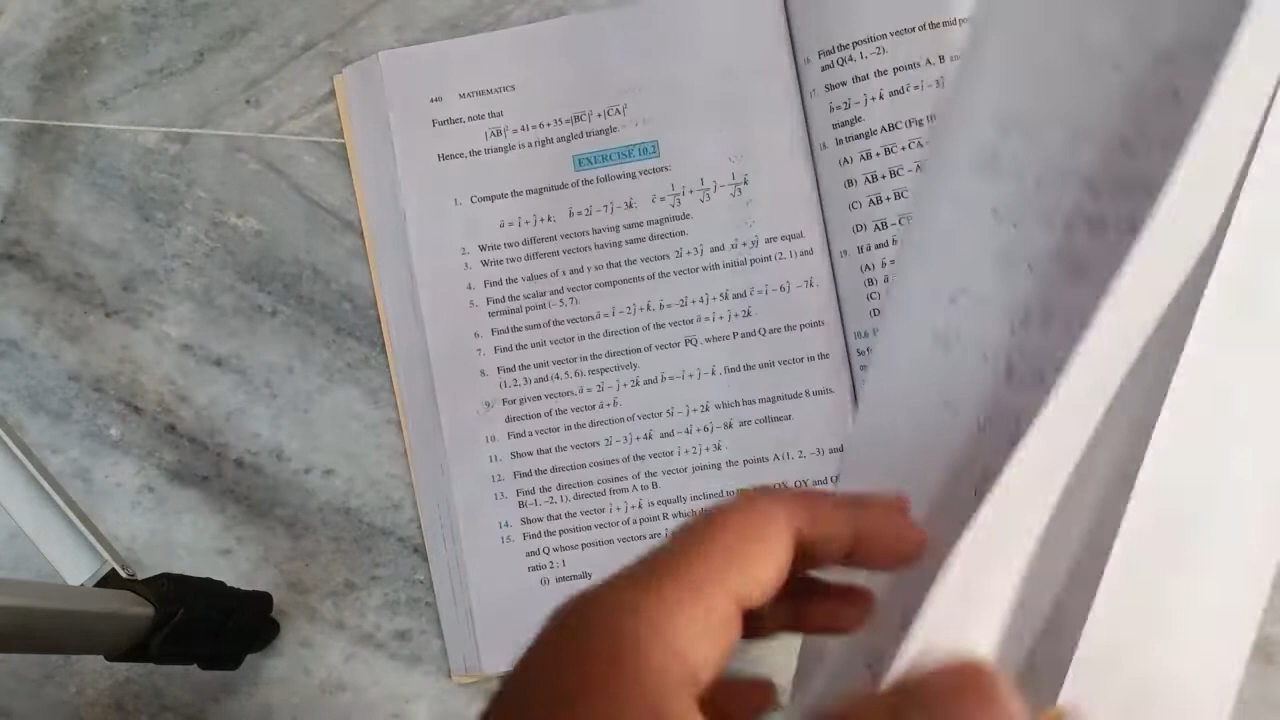 440 MATHEMATICS
Further, note that
|AB⃗|² = 41 = 6 + 35 = |BC⃗|² + |CA⃗|²
Hence, the triangle is a right angled triangle.
EXERCISE 10.2
1. Compute the magnitude of the following vectors:
a⃗ = î + ĵ + k; b⃗ = 2î − 7ĵ − 3k̂; c⃗ = 1/√3 î + 1/√3 ĵ − 1/√3 k̂
2. Write two different vectors having same magnitude.
3. Write two different vectors having same direction.
4. Find the values of x and y so that the vectors 2î + 3ĵ and xî + yĵ are equal.
5. Find the scalar and vector components of the vector with initial point (2, 1) and
terminal point (− 5, 7).
6. Find the sum of the vectors a⃗ = î − 2ĵ + k̂, b⃗ = −2î + 4ĵ + 5k̂ and c⃗ = î − 6ĵ − 7k̂.
7. Find the unit vector in the direction of the vector a⃗ = î + ĵ + 2k̂.
8. Find the unit vector in the direction of vector PQ⃗, where P and Q are the points
(1, 2, 3) and (4, 5, 6), respectively.
9. For given vectors, a⃗ = 2î − ĵ + 2k̂ and b⃗ = −î + ĵ − k̂, find the unit vector in the
direction of the vector a⃗ + b⃗.
10. Find a vector in the direction of vector 5î − ĵ + 2k̂ which has magnitude 8 units.
11. Show that the vectors 2î − 3ĵ + 4k̂ and − 4î + 6ĵ − 8k̂ are collinear.
12. Find the direction cosines of the vector î + 2ĵ + 3k̂.
13. Find the direction cosines of the vector joining the points A (1, 2, −3) and
B(−1, −2, 1), directed from A to B.
14. Show that the vector î + ĵ + k̂ is equally inclined to OX, OY and
15. Find the position vector of a point R which
and Q whose position vectors are
ratio 2 : 1
(i) internally
16. Find the position vector of the mid
and Q(4, 1, −2).
17. Show that the points A, B
b⃗ = 2î − ĵ + k̂ and c⃗ = î − 3ĵ
triangle.
18. In triangle ABC (Fig
(A) AB⃗ + BC⃗ + CA⃗
(B) AB⃗ + BC⃗ −
(C) AB⃗ + BC⃗
(D) AB⃗ −
19. If a⃗ and b⃗
(A) b⃗ =
(B) a⃗ =
(C)
(D
10.6